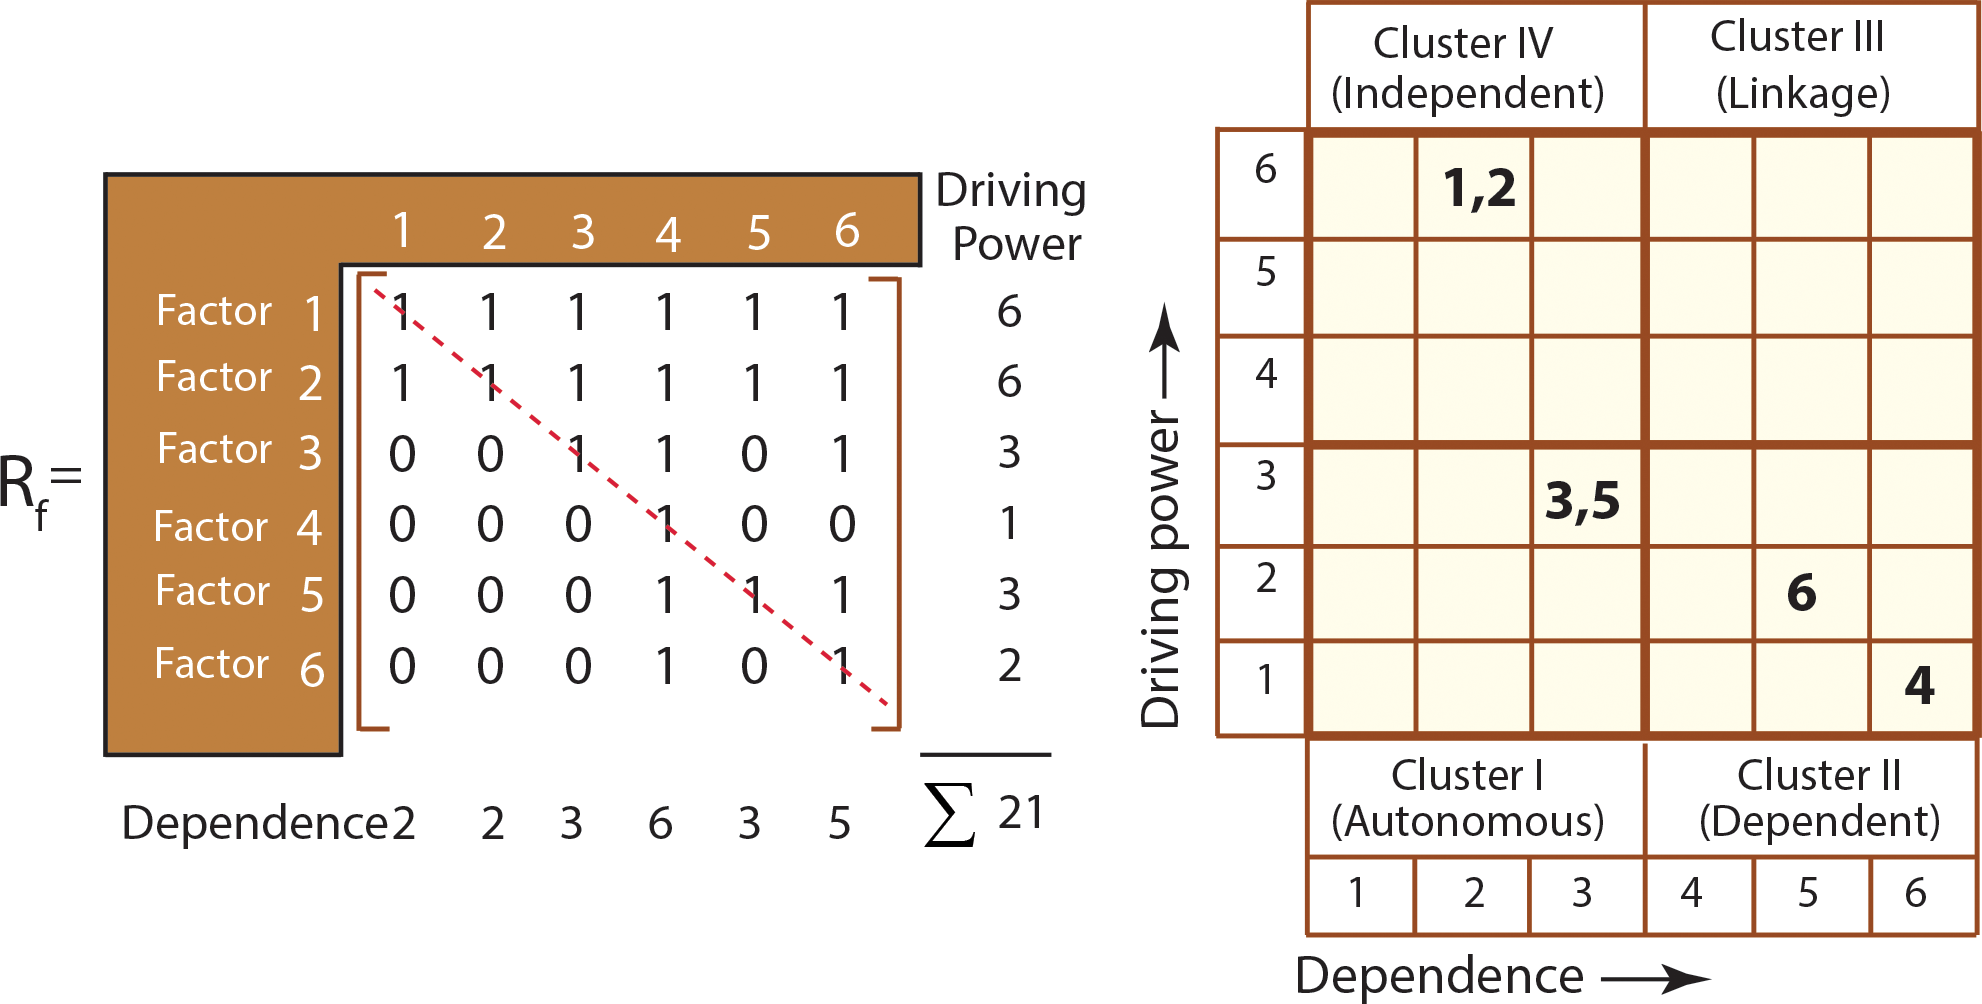 Driving
Power
1 2 3 4 5 6
Factor 1 1 1 1 1 1 1 6
Factor 2 1 1 1 1 1 1 6
Factor 3 0 0 1 1 0 1 3
Rf=
Factor 4 0 0 0 1 0 0 1
Factor 5 0 0 0 1 1 1 3
Factor 6 0 0 0 1 0 1 2
Dependence 2 2 3 6 3 5 ∑ 21
Cluster IV
(Independent)
Cluster III
(Linkage)
6 1,2
5
4
3 3,5
2 6
1 4
Driving power
Cluster I
(Autonomous)
Cluster II
(Dependent)
1 2 3 4 5 6
Dependence